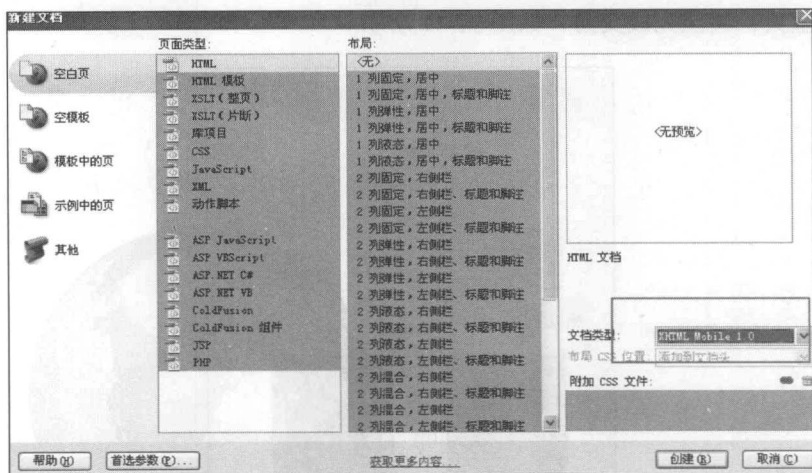 新建文档
空白页
空模板
模板中的页
示例中的页
其他
页面类型:
HTML
HTML 模板
XSLT(整页)
XSLT(片断)
库项目
CSS
JavaScript
XML
动作脚本
ASP JavaScript
ASP VBScript
ASP.NET C#
ASP.NET VB
ColdFusion
ColdFusion 组件
JSP
PHP
布局:
<无>
1 列固定,居中
1 列固定,居中,标题和脚注
1 列弹性,居中
1 列弹性,居中,标题和脚注
1 列液态,居中
1 列液态,居中,标题和脚注
2 列固定,右侧栏
2 列固定,右侧栏、标题和脚注
2 列固定,左侧栏
2 列固定,左侧栏、标题和脚注
2 列弹性,右侧栏
2 列弹性,右侧栏、标题和脚注
2 列弹性,左侧栏
2 列弹性,左侧栏、标题和脚注
2 列液态,右侧栏
2 列液态,右侧栏、标题和脚注
2 列液态,左侧栏
2 列液态,左侧栏、标题和脚注
2 列混合,右侧栏
2 列混合,右侧栏、标题和脚注
2 列混合,左侧栏
2 列混合,左侧栏、标题和脚注
<无预览>
HTML 文档
文档类型: XHTML Mobile 1.0
布局 CSS 位置: 添加到文档头
附加 CSS 文件:
帮助(H) 首选参数(P)... 获取更多内容... 创建(R) 取消(C)